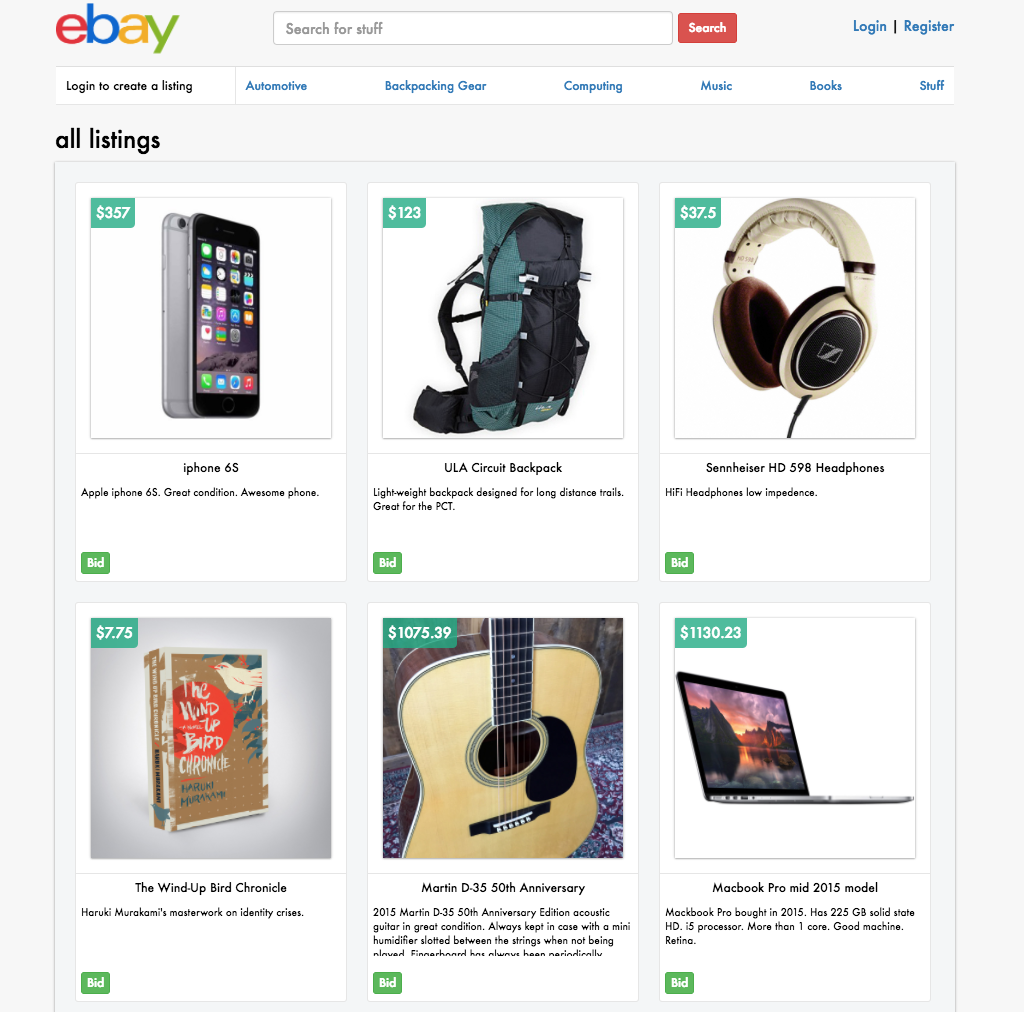 ebay
Search for stuff
Search
Login | Register
Login to create a listing
Automotive
Backpacking Gear
Computing
Music
Books
Stuff
all listings
$357
$123
$37.5
iphone 6S
Apple iphone 6S. Great condition. Awesome phone.
Bid
ULA Circuit Backpack
Light-weight backpack designed for long distance trails.
Great for the PCT.
Bid
Sennheiser HD 598 Headphones
HiFi Headphones low impedence.
Bid
$7.75
THE WIND-UP BIRD CHRONICLE
HARUKI MURAKAMI
The
WIND
UP
BIRD
CHRONICLE
HARUKI
MURAKAMI
$1075.39
$1130.23
The Wind-Up Bird Chronicle
Haruki Murakami's masterwork on identity crises.
Bid
Martin D-35 50th Anniversary
2015 Martin D-35 50th Anniversary Edition acoustic
guitar in great condition. Always kept in case with a mini
humidifier slotted between the strings when not being
played. Fingerboard has always been periodically
Bid
Macbook Pro mid 2015 model
Mackbook Pro bought in 2015. Has 225 GB solid state
HD. i5 processor. More than 1 core. Good machine.
Retina.
Bid